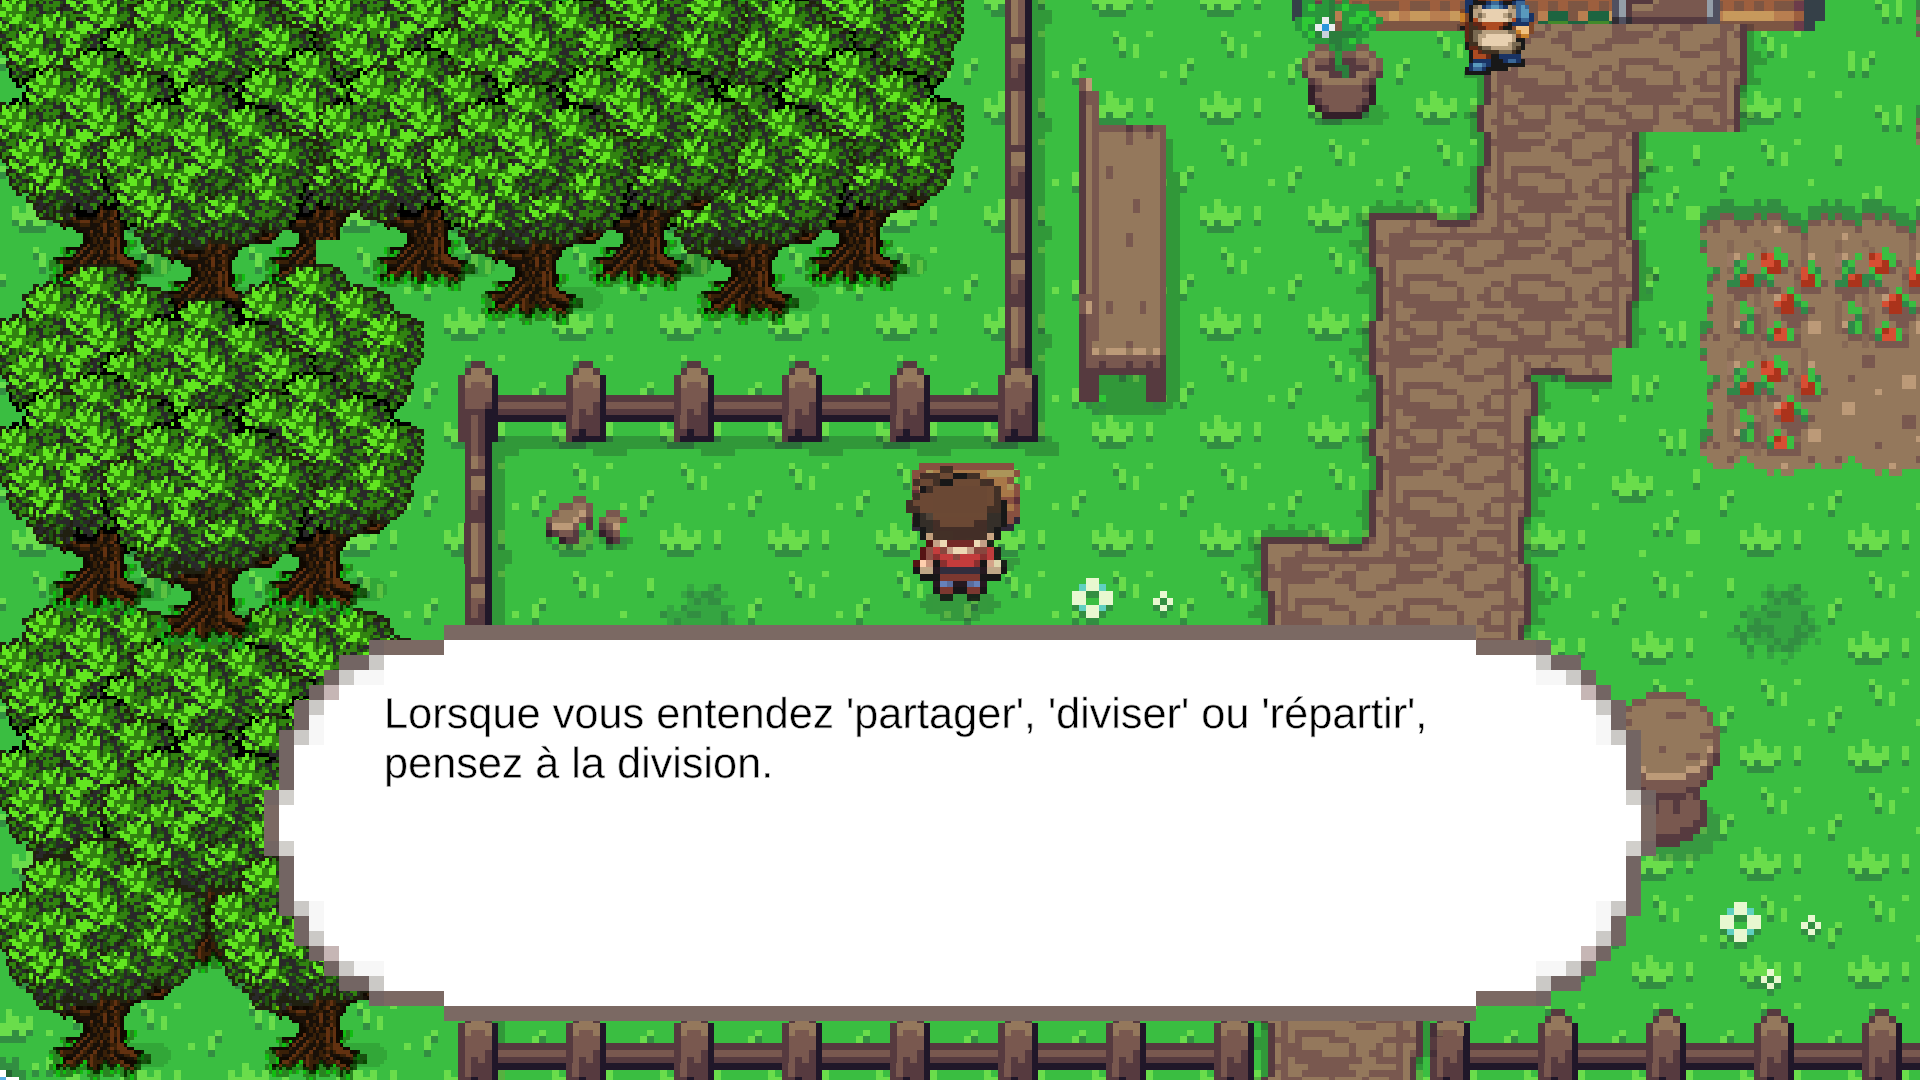 Lorsque vous entendez 'partager', 'diviser' ou 'répartir',
pensez à la division.